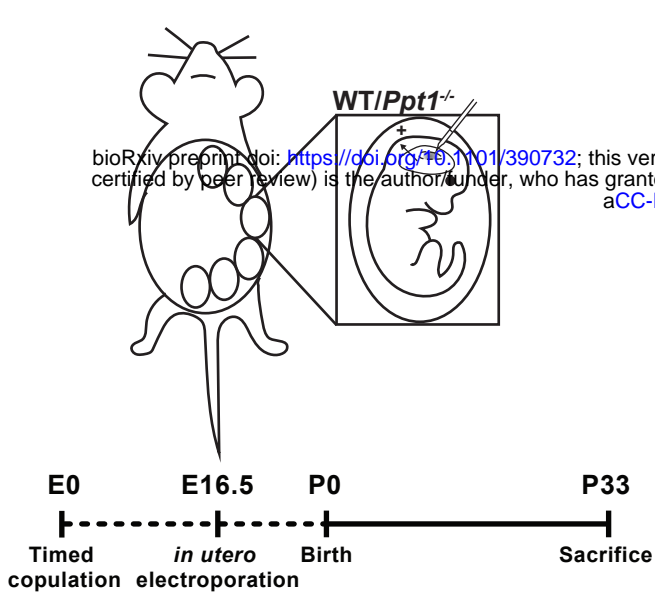 WT/Ppt1-/-
+
bioRxiv preprint doi: https://doi.org/10.1101/390732; this ver
certified by peer review) is the author/funder, who has grante
aCC-
E0 E16.5 P0 P33
Timed in utero Birth Sacrifice
copulation electroporation